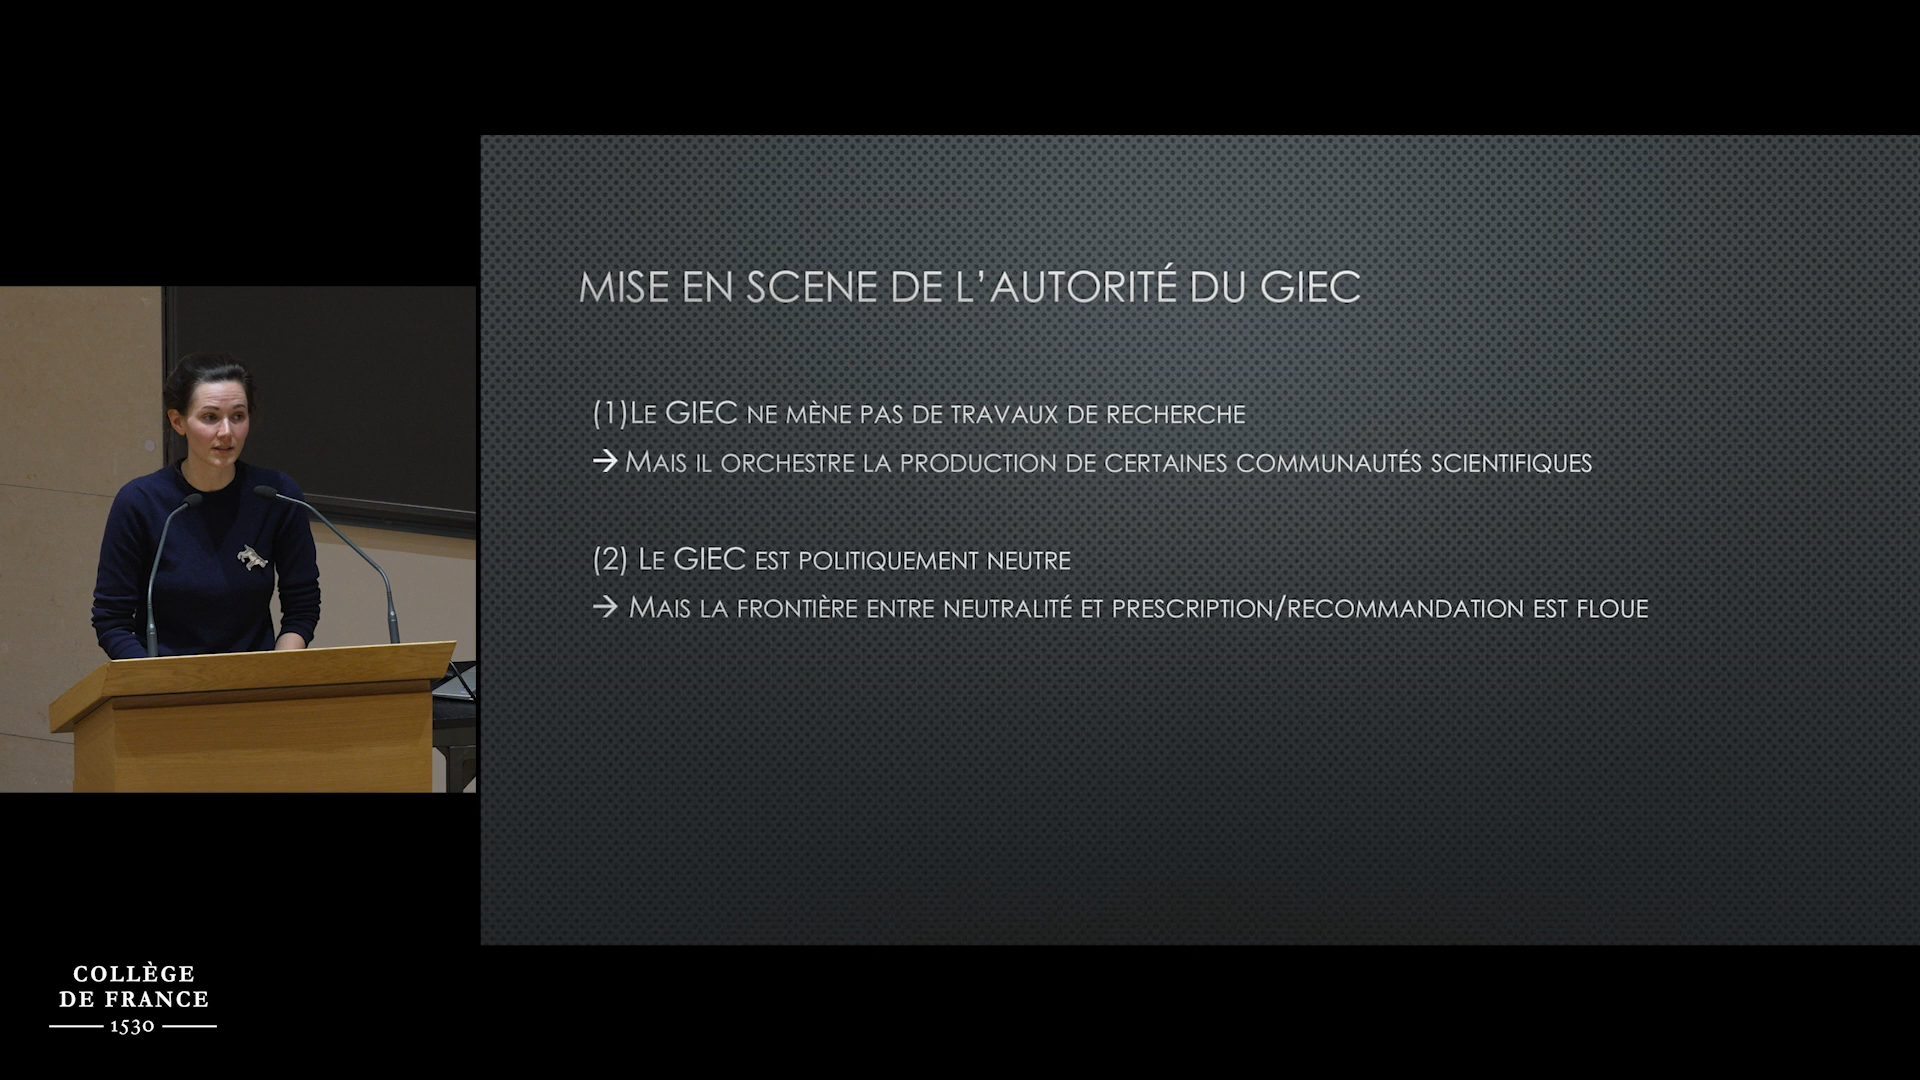 MISE EN SCENE DE L’AUTORITÉ DU GIEC
(1)LE GIEC NE MÈNE PAS DE TRAVAUX DE RECHERCHE
→ MAIS IL ORCHESTRE LA PRODUCTION DE CERTAINES COMMUNAUTÉS SCIENTIFIQUES
(2) LE GIEC EST POLITIQUEMENT NEUTRE
→ MAIS LA FRONTIÈRE ENTRE NEUTRALITÉ ET PRESCRIPTION/RECOMMANDATION EST FLOUE
COLLÈGE
DE FRANCE
1530